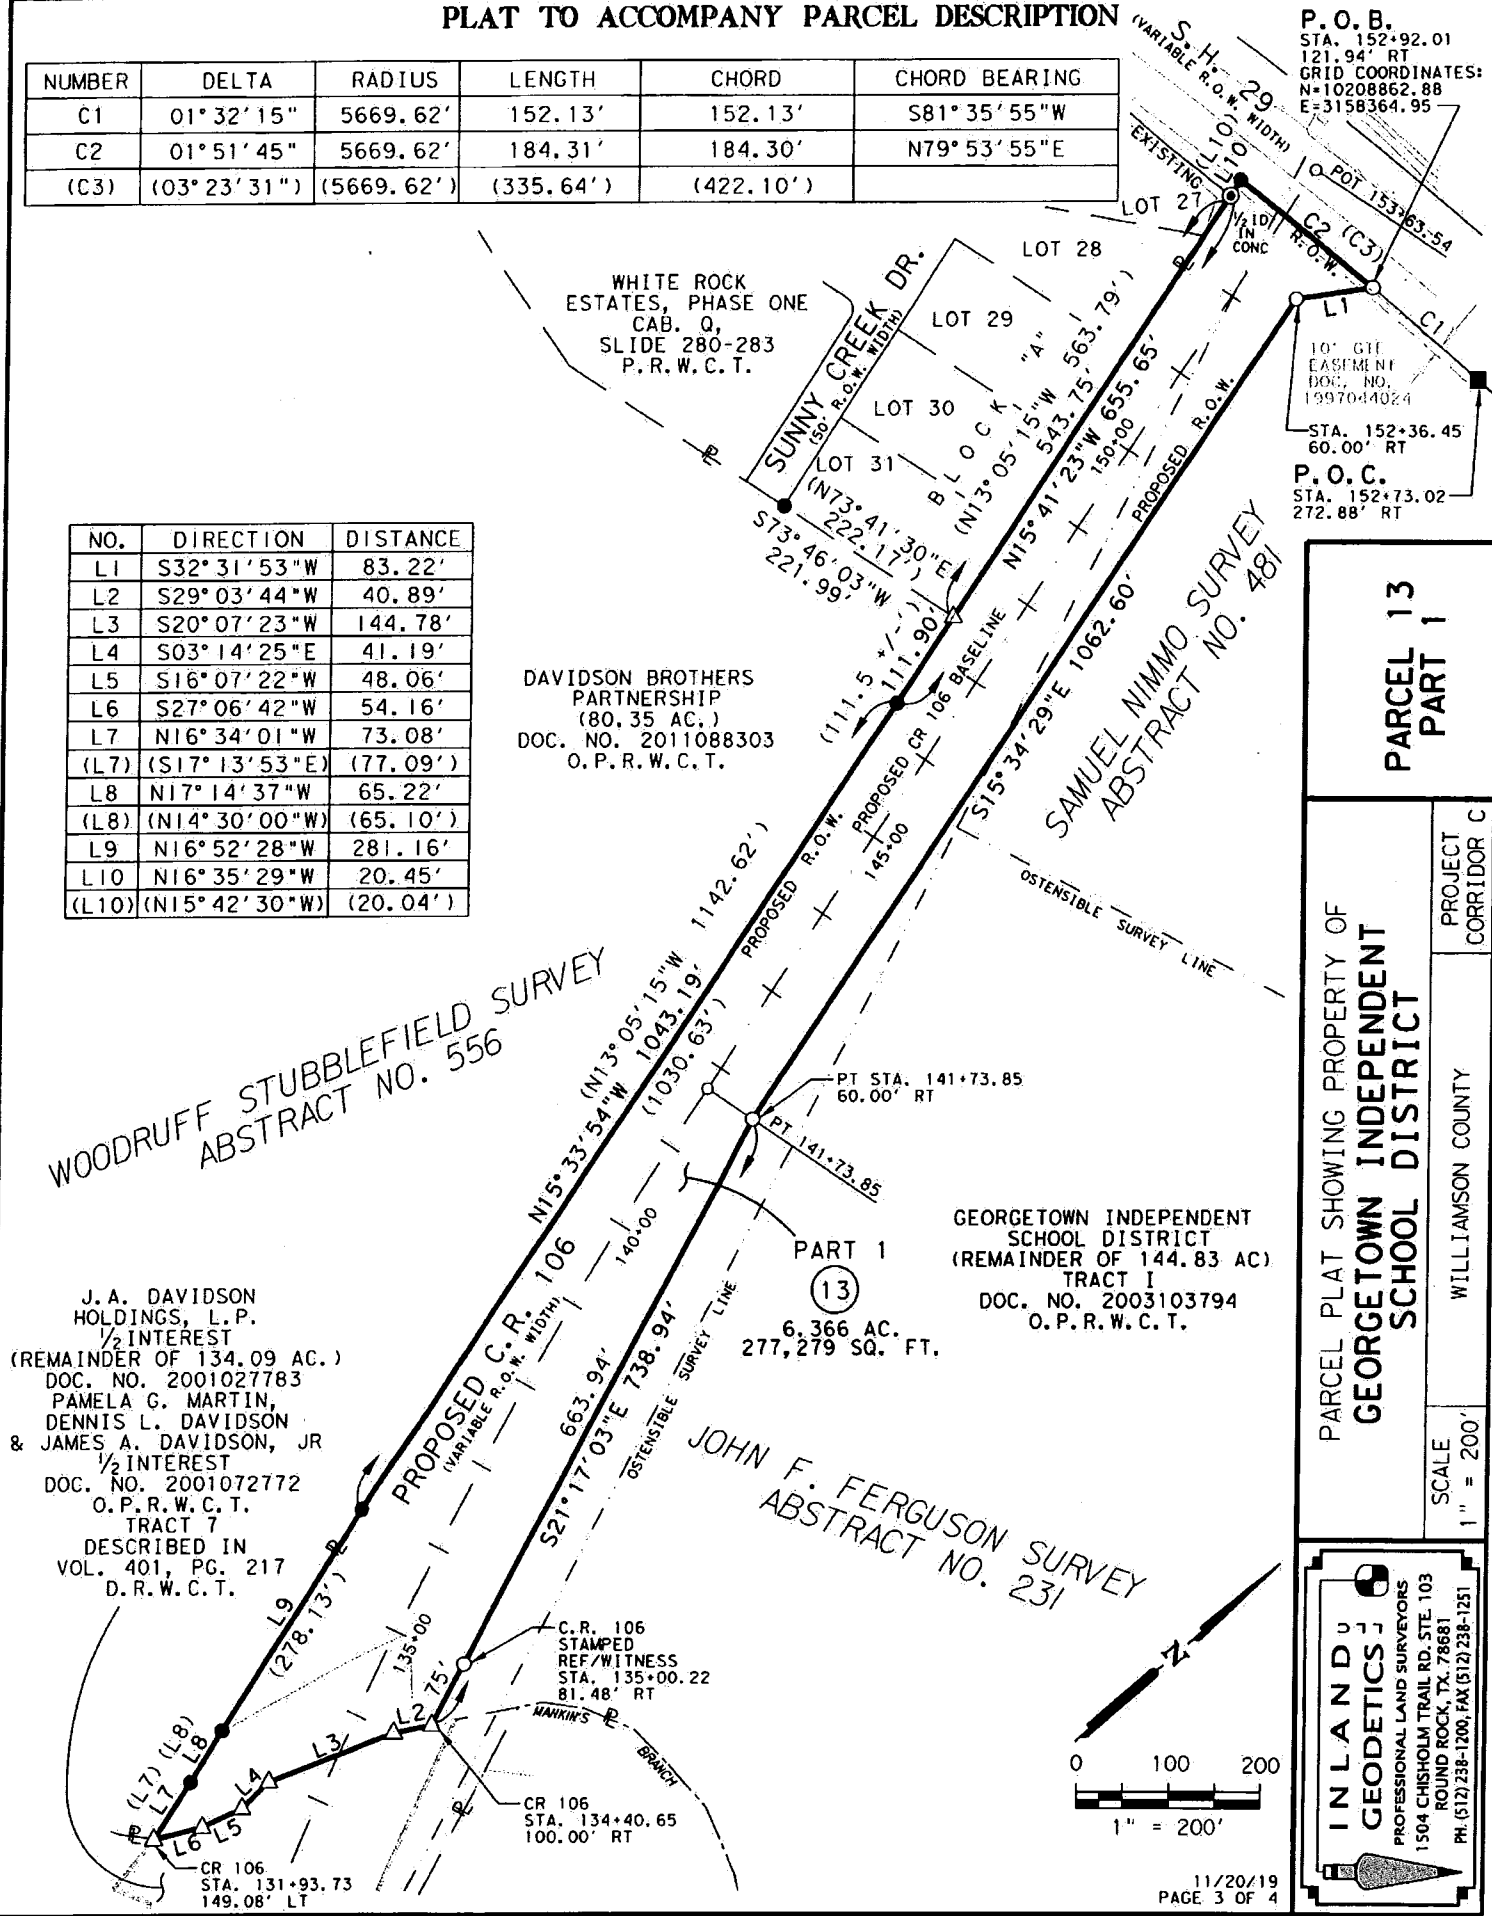 PLAT TO ACCOMPANY PARCEL DESCRIPTION
NUMBER DELTA RADIUS LENGTH CHORD CHORD BEARING
C1 01°32'15" 5669.62' 152.13' 152.13' S81°35'55"W
C2 01°51'45" 5669.62' 184.31' 184.30' N79°53'55"E
(C3) (03°23'31") (5669.62') (335.64') (422.10')
S.H. 29
(VARIABLE R.O.W. WIDTH)
P.O.B.
STA. 152+92.01
121.94' RT
GRID COORDINATES:
N=10208862.88
E=3158364.95
EXISTING
R.O.W.
(L10)
L10
POT 153+63.54
C2
(C3)
C1
L1
1/2 ID
IN
CONC
10' GTE
EASEMENT
DOC. NO.
1997044024
STA. 152+36.45
60.00' RT
P.O.C.
STA. 152+73.02
272.88' RT
LOT 27
LOT 28
LOT 29
LOT 30
LOT 31
BLOCK "A"
WHITE ROCK
ESTATES, PHASE ONE
CAB. Q,
SLIDE 280-283
P.R.W.C.T.
SUNNY CREEK DR.
(50' R.O.W. WIDTH)
(N73°41'30"E
222.17')
S73°46'03"W
221.99'
(N13°05'15"W 563.79')
543.75'
N15°41'23"W 655.65'
150+00
PROPOSED R.O.W.
S15°34'29"E 1062.60'
(111.5 +/-')
111.90'
PROPOSED CR 106 BASELINE
145+00
SAMUEL NIMMO SURVEY
ABSTRACT NO. 481
OSTENSIBLE SURVEY LINE
NO. DIRECTION DISTANCE
L1 S32°31'53"W 83.22'
L2 S29°03'44"W 40.89'
L3 S20°07'23"W 144.78'
L4 S03°14'25"E 41.19'
L5 S16°07'22"W 48.06'
L6 S27°06'42"W 54.16'
L7 N16°34'01"W 73.08'
(L7) (S17°13'53"E) (77.09')
L8 N17°14'37"W 65.22'
(L8) (N14°30'00"W) (65.10')
L9 N16°52'28"W 281.16'
L10 N16°35'29"W 20.45'
(L10) (N15°42'30"W) (20.04')
DAVIDSON BROTHERS
PARTNERSHIP
(80.35 AC.)
DOC. NO. 2011088303
O.P.R.W.C.T.
PROPOSED R.O.W.
(N13°05'15"W 1142.62')
N15°33'54"W 1043.19'
(1030.63')
WOODRUFF STUBBLEFIELD SURVEY
ABSTRACT NO. 556
PT STA. 141+73.85
60.00' RT
PT 141+73.85
140+00
PART 1
13
6.366 AC.
277,279 SQ. FT.
GEORGETOWN INDEPENDENT
SCHOOL DISTRICT
(REMAINDER OF 144.83 AC)
TRACT I
DOC. NO. 2003103794
O.P.R.W.C.T.
PROPOSED C.R. 106
(VARIABLE R.O.W. WIDTH)
663.94'
S21°17'03"E 738.94'
OSTENSIBLE SURVEY LINE
JOHN F. FERGUSON SURVEY
ABSTRACT NO. 231
J.A. DAVIDSON
HOLDINGS, L.P.
1/2 INTEREST
(REMAINDER OF 134.09 AC.)
DOC. NO. 2001027783
PAMELA G. MARTIN,
DENNIS L. DAVIDSON
& JAMES A. DAVIDSON, JR
1/2 INTEREST
DOC. NO. 2001072772
O.P.R.W.C.T.
TRACT 7
DESCRIBED IN
VOL. 401, PG. 217
D.R.W.C.T.
L9
(278.13')
135+00
75'
C.R. 106
STAMPED
REF/WITNESS
STA. 135+00.22
81.48' RT
MANKIN'S
BRANCH
(L7) (L8)
L7 L8
L6 L5 L4 L3 L2
CR 106
STA. 134+40.65
100.00' RT
CR 106
STA. 131+93.73
149.08' LT
N
0 100 200
1" = 200'
11/20/19
PAGE 3 OF 4
PARCEL 13
PART 1
PARCEL PLAT SHOWING PROPERTY OF
GEORGETOWN INDEPENDENT
SCHOOL DISTRICT
SCALE
1" = 200'
WILLIAMSON COUNTY
PROJECT
CORRIDOR C
INLAND
GEODETICS
PROFESSIONAL LAND SURVEYORS
1504 CHISHOLM TRAIL RD. STE. 103
ROUND ROCK, TX. 78681
PH. (512) 238-1200, FAX (512) 238-1251